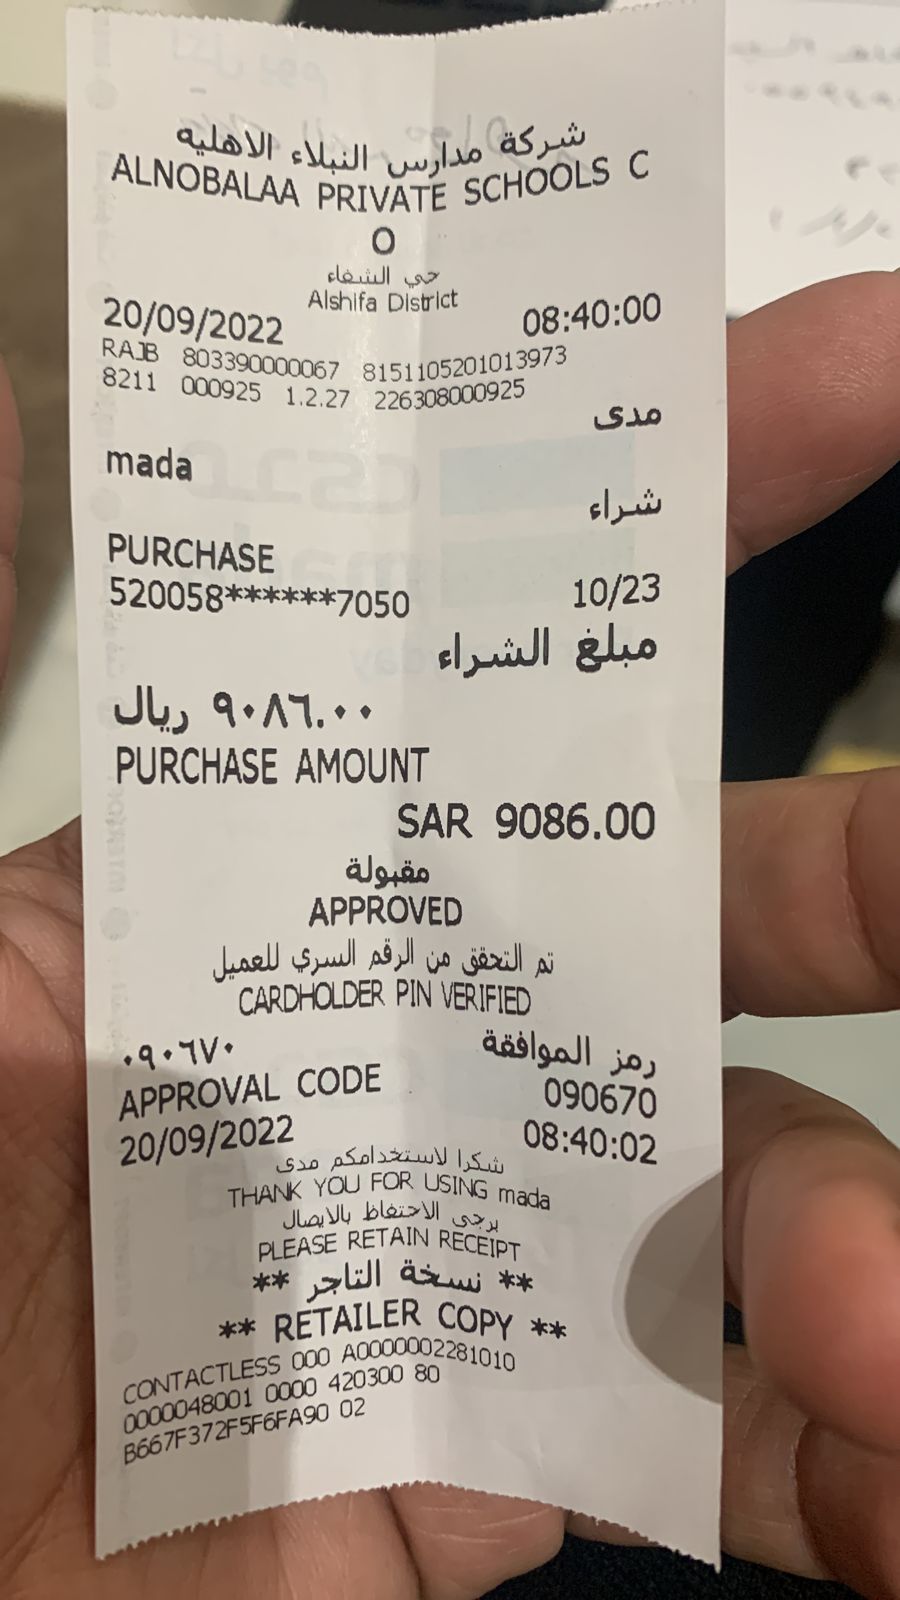 شركة مدارس النبلاء الاهليه
ALNOBALAA PRIVATE SCHOOLS C
O
حي الشفاء
Alshifa District
20/09/2022 08:40:00
RAJB 803390000067 8151105201013973
8211 000925 1.2.27 226308000925
مدى
mada
شراء
PURCHASE
520058******7050 10/23
مبلغ الشراء
٩٠٨٦.٠٠ ريال
PURCHASE AMOUNT
SAR 9086.00
مقبولة
APPROVED
تم التحقق من الرقم السري للعميل
CARDHOLDER PIN VERIFIED
رمز الموافقة ٠٩٠٦٧٠
APPROVAL CODE 090670
20/09/2022 08:40:02
شكرا لاستخدامكم مدى
THANK YOU FOR USING mada
يرجى الاحتفاظ بالايصال
PLEASE RETAIN RECEIPT
** نسخة التاجر **
** RETAILER COPY **
CONTACTLESS 000 A0000002281010
0000048001 0000 420300 80
B667F372F5F6FA90 02